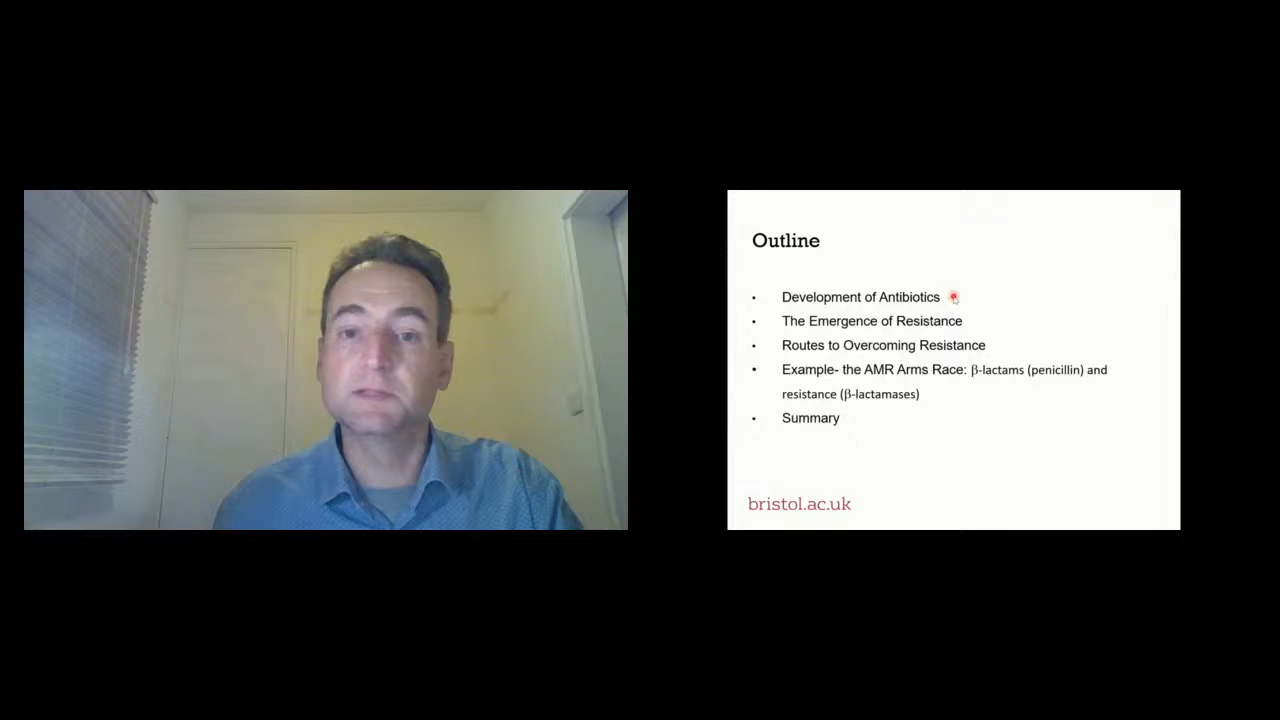 Outline
• Development of Antibiotics
• The Emergence of Resistance
• Routes to Overcoming Resistance
• Example- the AMR Arms Race: β-lactams (penicillin) and
resistance (β-lactamases)
• Summary
bristol.ac.uk